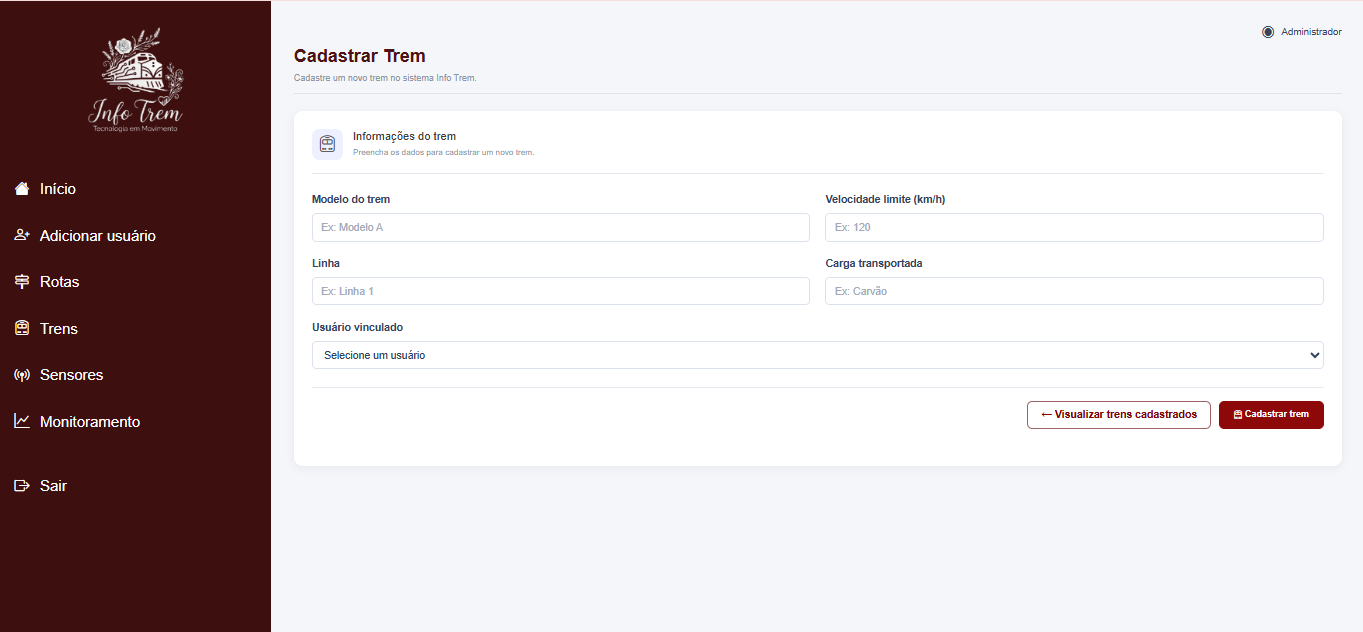 Info Trem
Tecnologia em Movimento
Início
Adicionar usuário
Rotas
Trens
Sensores
Monitoramento
Sair
Administrador
Cadastrar Trem
Cadastre um novo trem no sistema Info Trem.
Informações do trem
Preencha os dados para cadastrar um novo trem.
Modelo do trem
Ex: Modelo A
Velocidade limite (km/h)
Ex: 120
Linha
Ex: Linha 1
Carga transportada
Ex: Carvão
Usuário vinculado
Selecione um usuário
← Visualizar trens cadastrados
Cadastrar trem